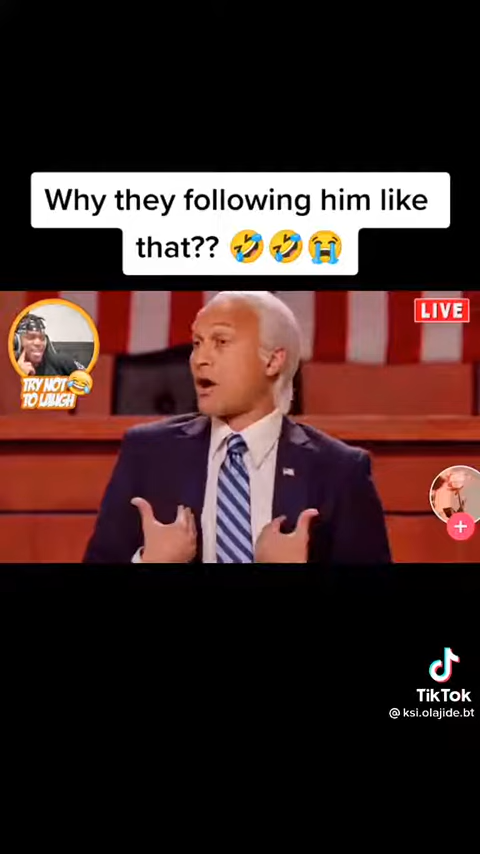 Why they following him like
that?? 🤣🤣😭
LIVE
TRY NOT
TO LAUGH
TikTok
@ksi.olajide.bt